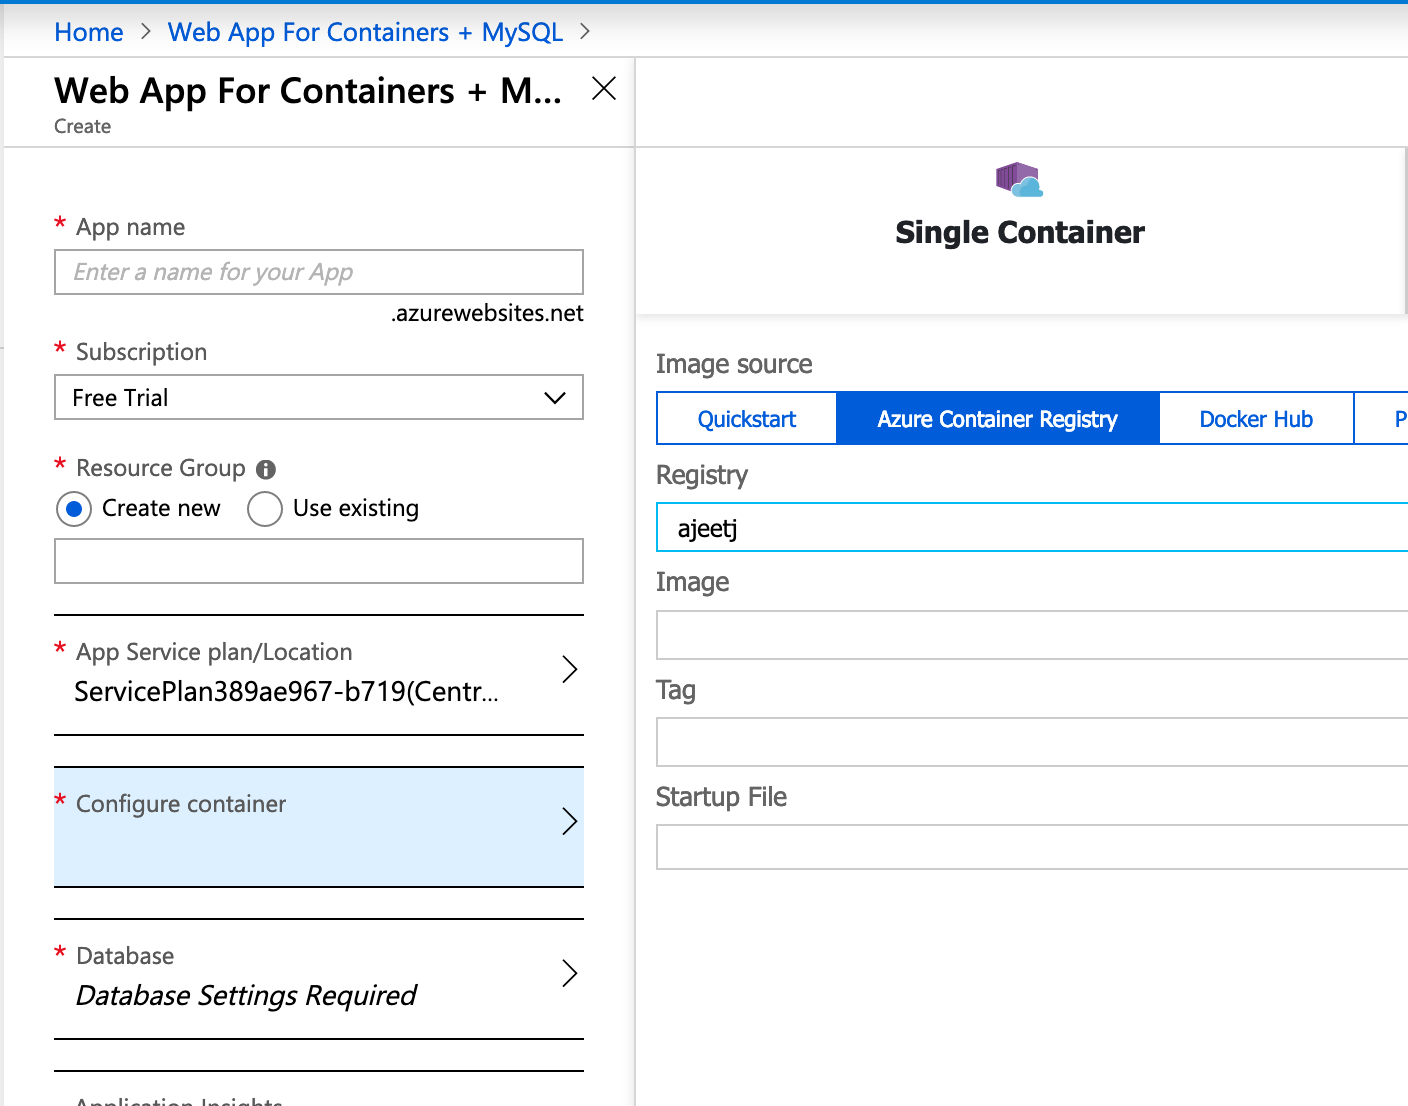 Home > Web App For Containers + MySQL >
Web App For Containers + M...
Create
* App name
Enter a name for your App
.azurewebsites.net
* Subscription
Free Trial
* Resource Group
Create new
Use existing
* App Service plan/Location
ServicePlan389ae967-b719(Centr...
* Configure container
* Database
Database Settings Required
Application Insights
Single Container
Image source
Quickstart
Azure Container Registry
Docker Hub
P
Registry
ajeetj
Image
Tag
Startup File